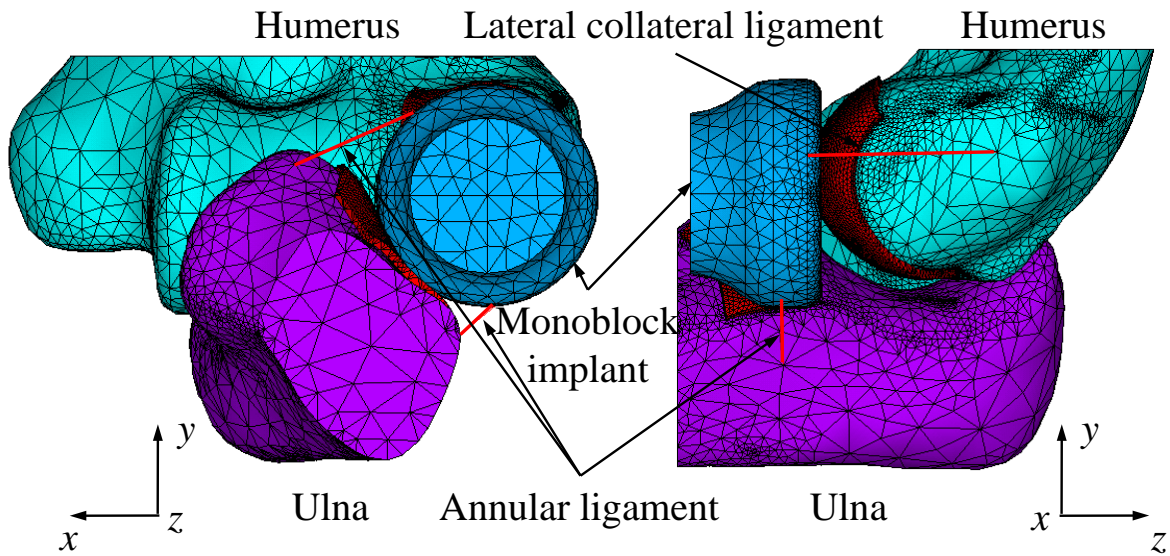 Humerus
Lateral collateral ligament
Humerus
Monoblock
implant
y
x
z
Ulna
Annular ligament
Ulna
y
x
z